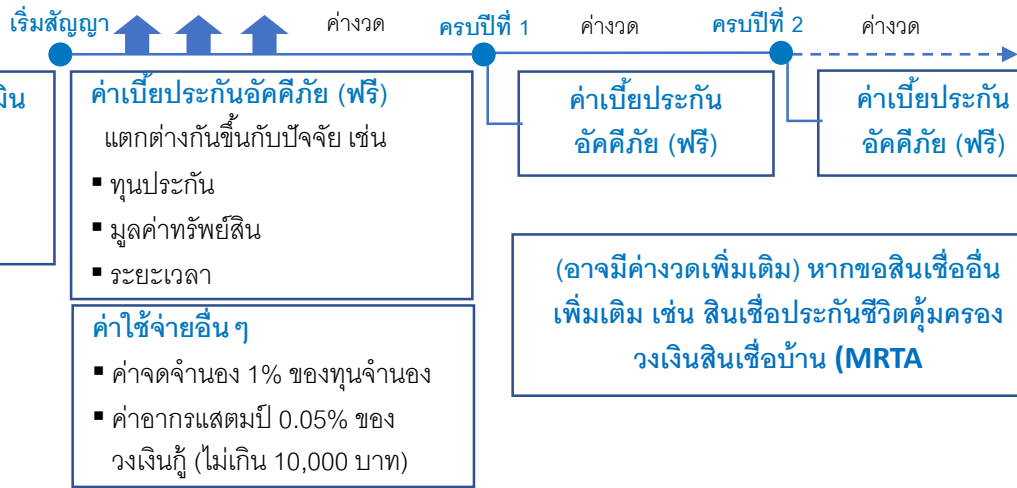 เริ่มสัญญา
ค่างวด
ครบปีที่ 1
ค่างวด
ครบปีที่ 2
ค่างวด
ค่าเบี้ยประกันอัคคีภัย (ฟรี)
แตกต่างกันขึ้นกับปัจจัย เช่น
▪ ทุนประกัน
▪ มูลค่าทรัพย์สิน
▪ ระยะเวลา
ค่าเบี้ยประกัน
อัคคีภัย (ฟรี)
ค่าเบี้ยประกัน
อัคคีภัย (ฟรี)
ค่าใช้จ่ายอื่น ๆ
▪ ค่าจดจำนอง 1% ของทุนจำนอง
▪ ค่าอากรแสตมป์ 0.05% ของ
วงเงินกู้ (ไม่เกิน 10,000 บาท)
(อาจมีค่างวดเพิ่มเติม) หากขอสินเชื่ออื่น
เพิ่มเติม เช่น สินเชื่อประกันชีวิตคุ้มครอง
วงเงินสินเชื่อบ้าน (MRTA